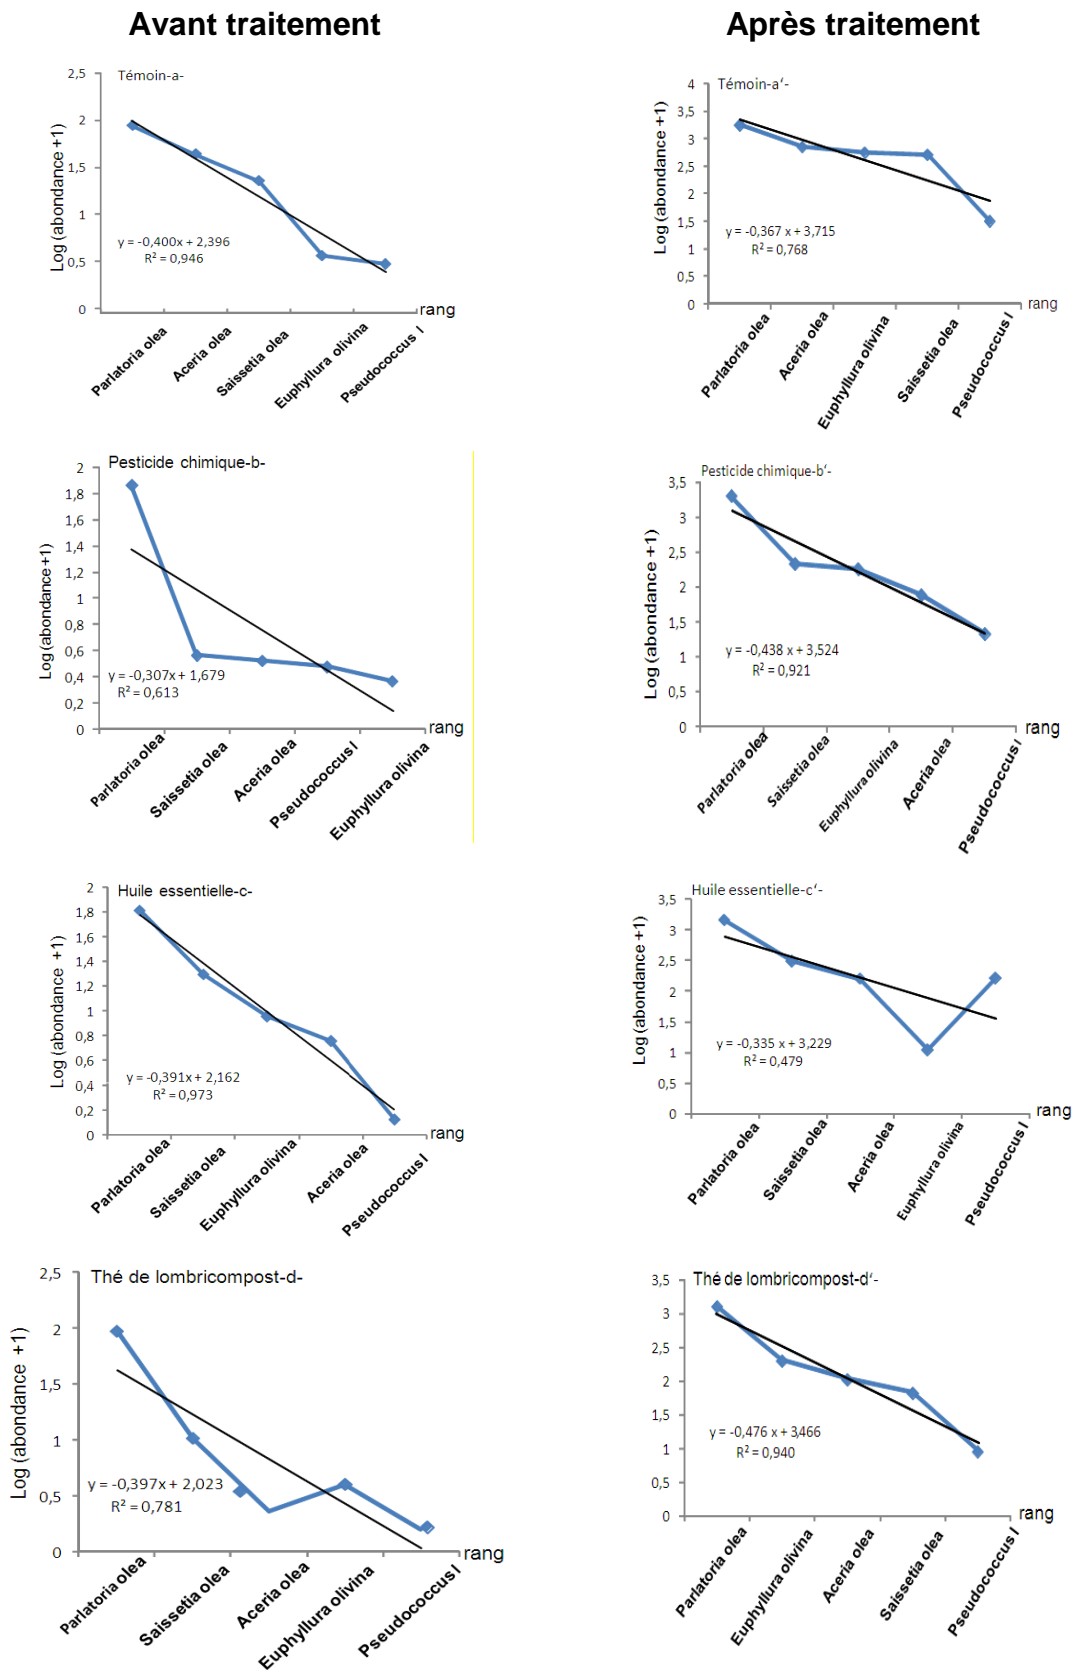 Avant traitement
Après traitement
Témoin-a-
Log (abondance +1)
2,5
2
1,5
1
0,5
0
y = -0,400x + 2,396
R² = 0,946
rang
Parlatoria olea
Aceria olea
Saissetia olea
Euphyllura olivina
Pseudococcus l
Témoin-a'-
Log (abondance +1)
4
3,5
3
2,5
2
1,5
1
0,5
0
y = -0,367x + 3,715
R² = 0,768
rang
Parlatoria olea
Aceria olea
Euphyllura olivina
Saissetia olea
Pseudococcus l
Pesticide chimique-b-
Log (abondance +1)
2
1,8
1,6
1,4
1,2
1
0,8
0,6
0,4
0,2
0
y = -0,307x + 1,679
R² = 0,613
rang
Parlatoria olea
Saissetia olea
Aceria olea
Pseudococcus l
Euphyllura olivina
Pesticide chimique-b'-
Log (abondance +1)
3,5
3
2,5
2
1,5
1
0,5
0
y = -0,438 x + 3,524
R² = 0,921
rang
Parlatoria olea
Saissetia olea
Euphyllura olivina
Aceria olea
Pseudococcus l
Huile essentielle-c-
Log (abondance +1)
2
1,8
1,6
1,4
1,2
1
0,8
0,6
0,4
0,2
0
y = -0,391x + 2,162
R² = 0,973
rang
Parlatoria olea
Saissetia olea
Euphyllura olivina
Aceria olea
Pseudococcus l
Huile essentielle-c'-
Log (abondance +1)
3,5
3
2,5
2
1,5
1
0,5
0
y = -0,335 x + 3,229
R² = 0,479
rang
Parlatoria olea
Saissetia olea
Aceria olea
Euphyllura olivina
Pseudococcus l
Thé de lombricompost-d-
Log (abondance +1)
2,5
2
1,5
1
0,5
0
y = -0,397x + 2,023
R² = 0,781
rang
Parlatoria olea
Saissetia olea
Aceria olea
Euphyllura olivina
Pseudococcus l
Thé de lombricompost-d'-
Log (abondance +1)
3,5
3
2,5
2
1,5
1
0,5
0
y = -0,476 x + 3,466
R² = 0,940
rang
Parlatoria olea
Euphyllura olivina
Aceria olea
Saissetia olea
Pseudococcus l